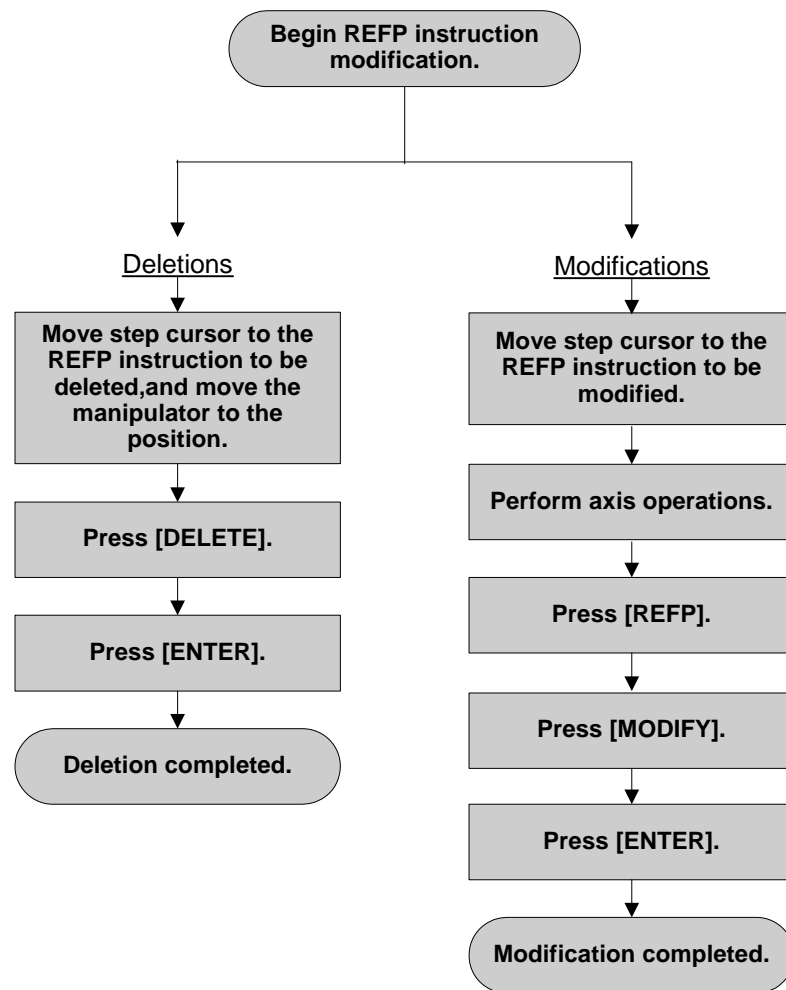 Begin REFP instruction
modification.
Deletions
Move step cursor to the
REFP instruction to be
deleted,and move the
manipulator to the
position.
Press [DELETE].
Press [ENTER].
Deletion completed.
Modifications
Move step cursor to the
REFP instruction to be
modified.
Perform axis operations.
Press [REFP].
Press [MODIFY].
Press [ENTER].
Modification completed.